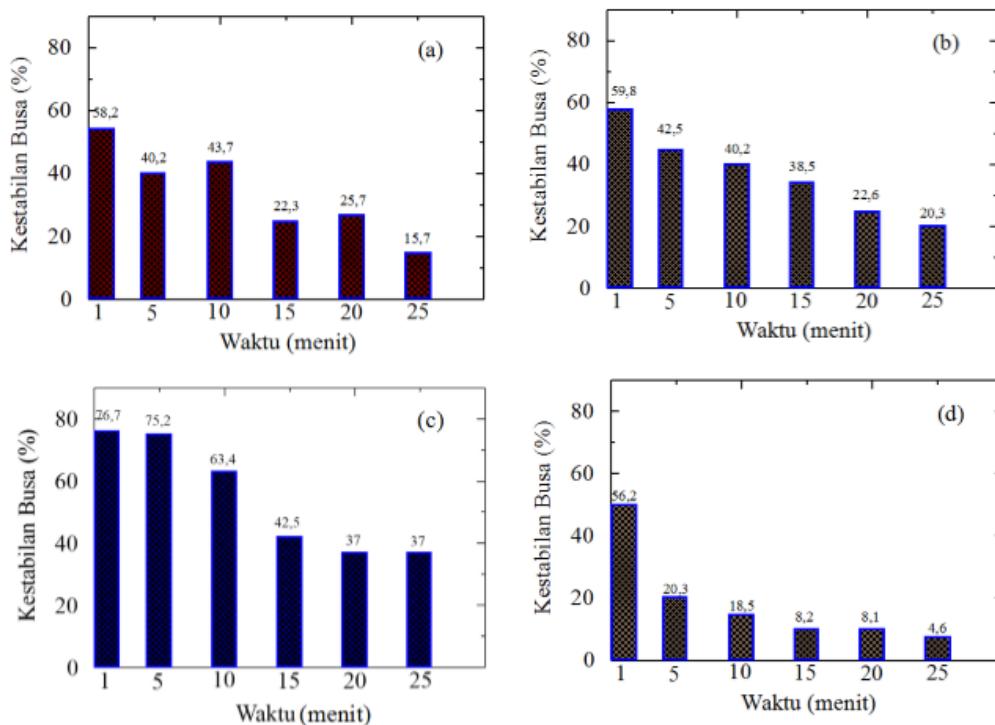 (a)
Kestabilan Busa (%)
80
60
40
20
0
58,2
40,2
43,7
22,3
25,7
15,7
1 5 10 15 20 25
Waktu (menit)
(b)
Kestabilan Busa (%)
80
60
40
20
0
59,8
42,5
40,2
38,5
22,6
20,3
1 5 10 15 20 25
Waktu (menit)
(c)
Kestabilan Busa (%)
80
60
40
20
0
76,7
75,2
63,4
42,5
37
37
1 5 10 15 20 25
Waktu (menit)
(d)
Kestabilan Busa (%)
80
60
40
20
0
56,2
20,3
18,5
8,2
8,1
4,6
1 5 10 15 20 25
Waktu (menit)